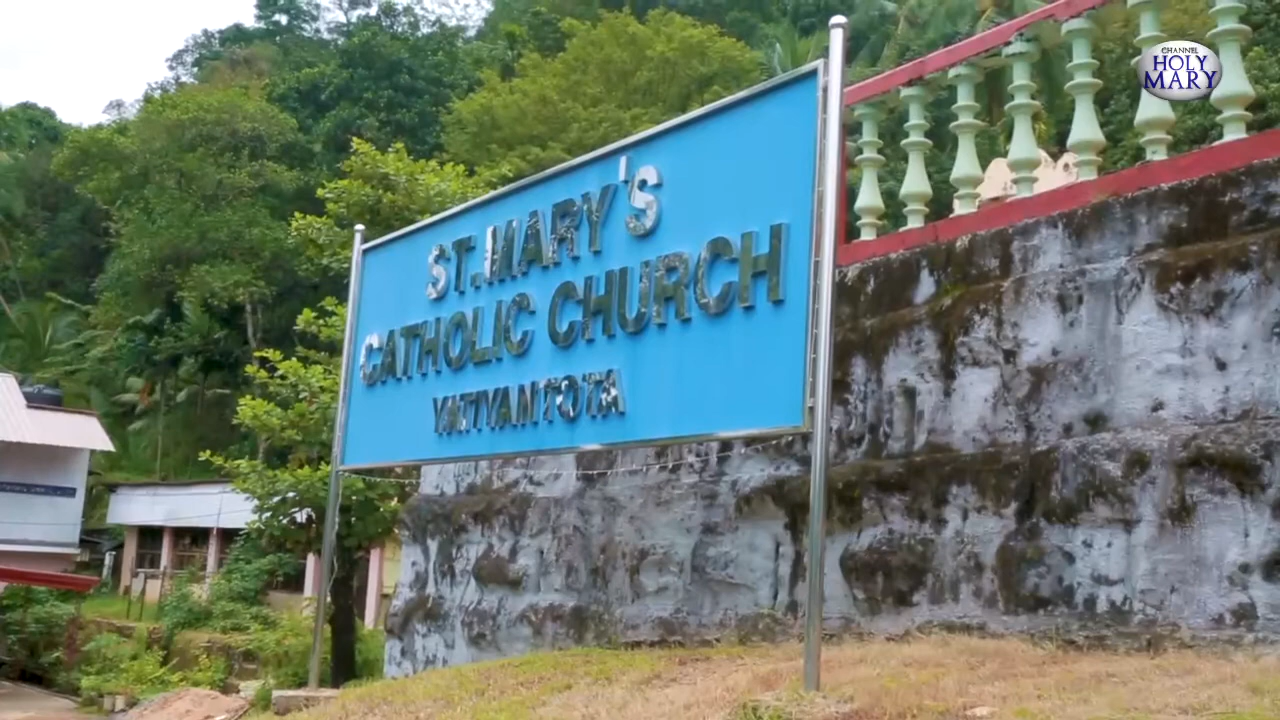 CHANNEL
HOLY
MARY
ST.MARY'S
CATHOLIC CHURCH
YATIYANTOTA